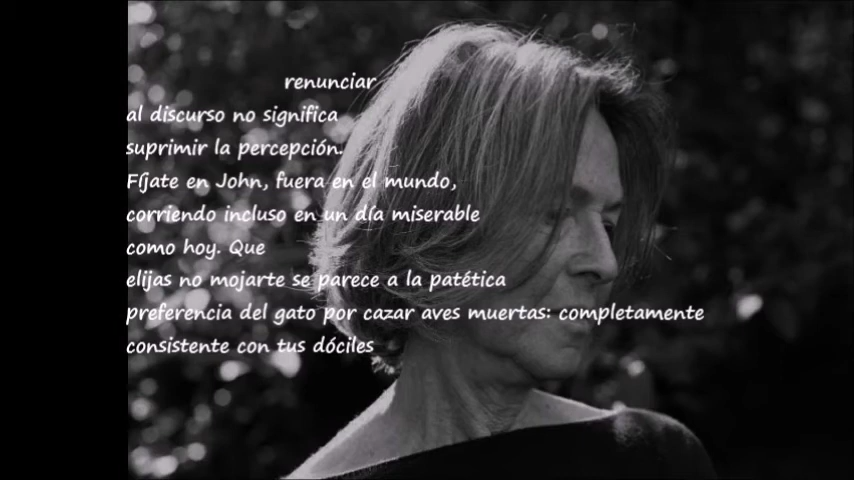 renunciar
al discurso no significa
suprimir la percepción.
Fíjate en John, fuera en el mundo,
corriendo incluso en un día miserable
como hoy. Que
elijas no mojarte se parece a la patética
preferencia del gato por cazar aves muertas: completamente
consistente con tus dóciles